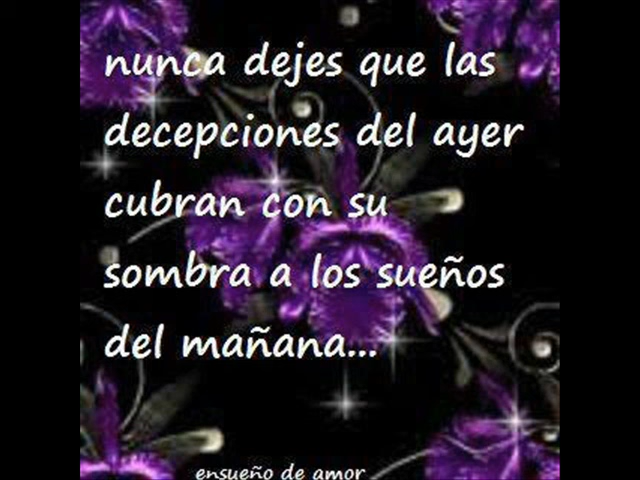 nunca dejes que las
decepciones del ayer
cubran con su
sombra a los sueños
del mañana...
ensueño de amor